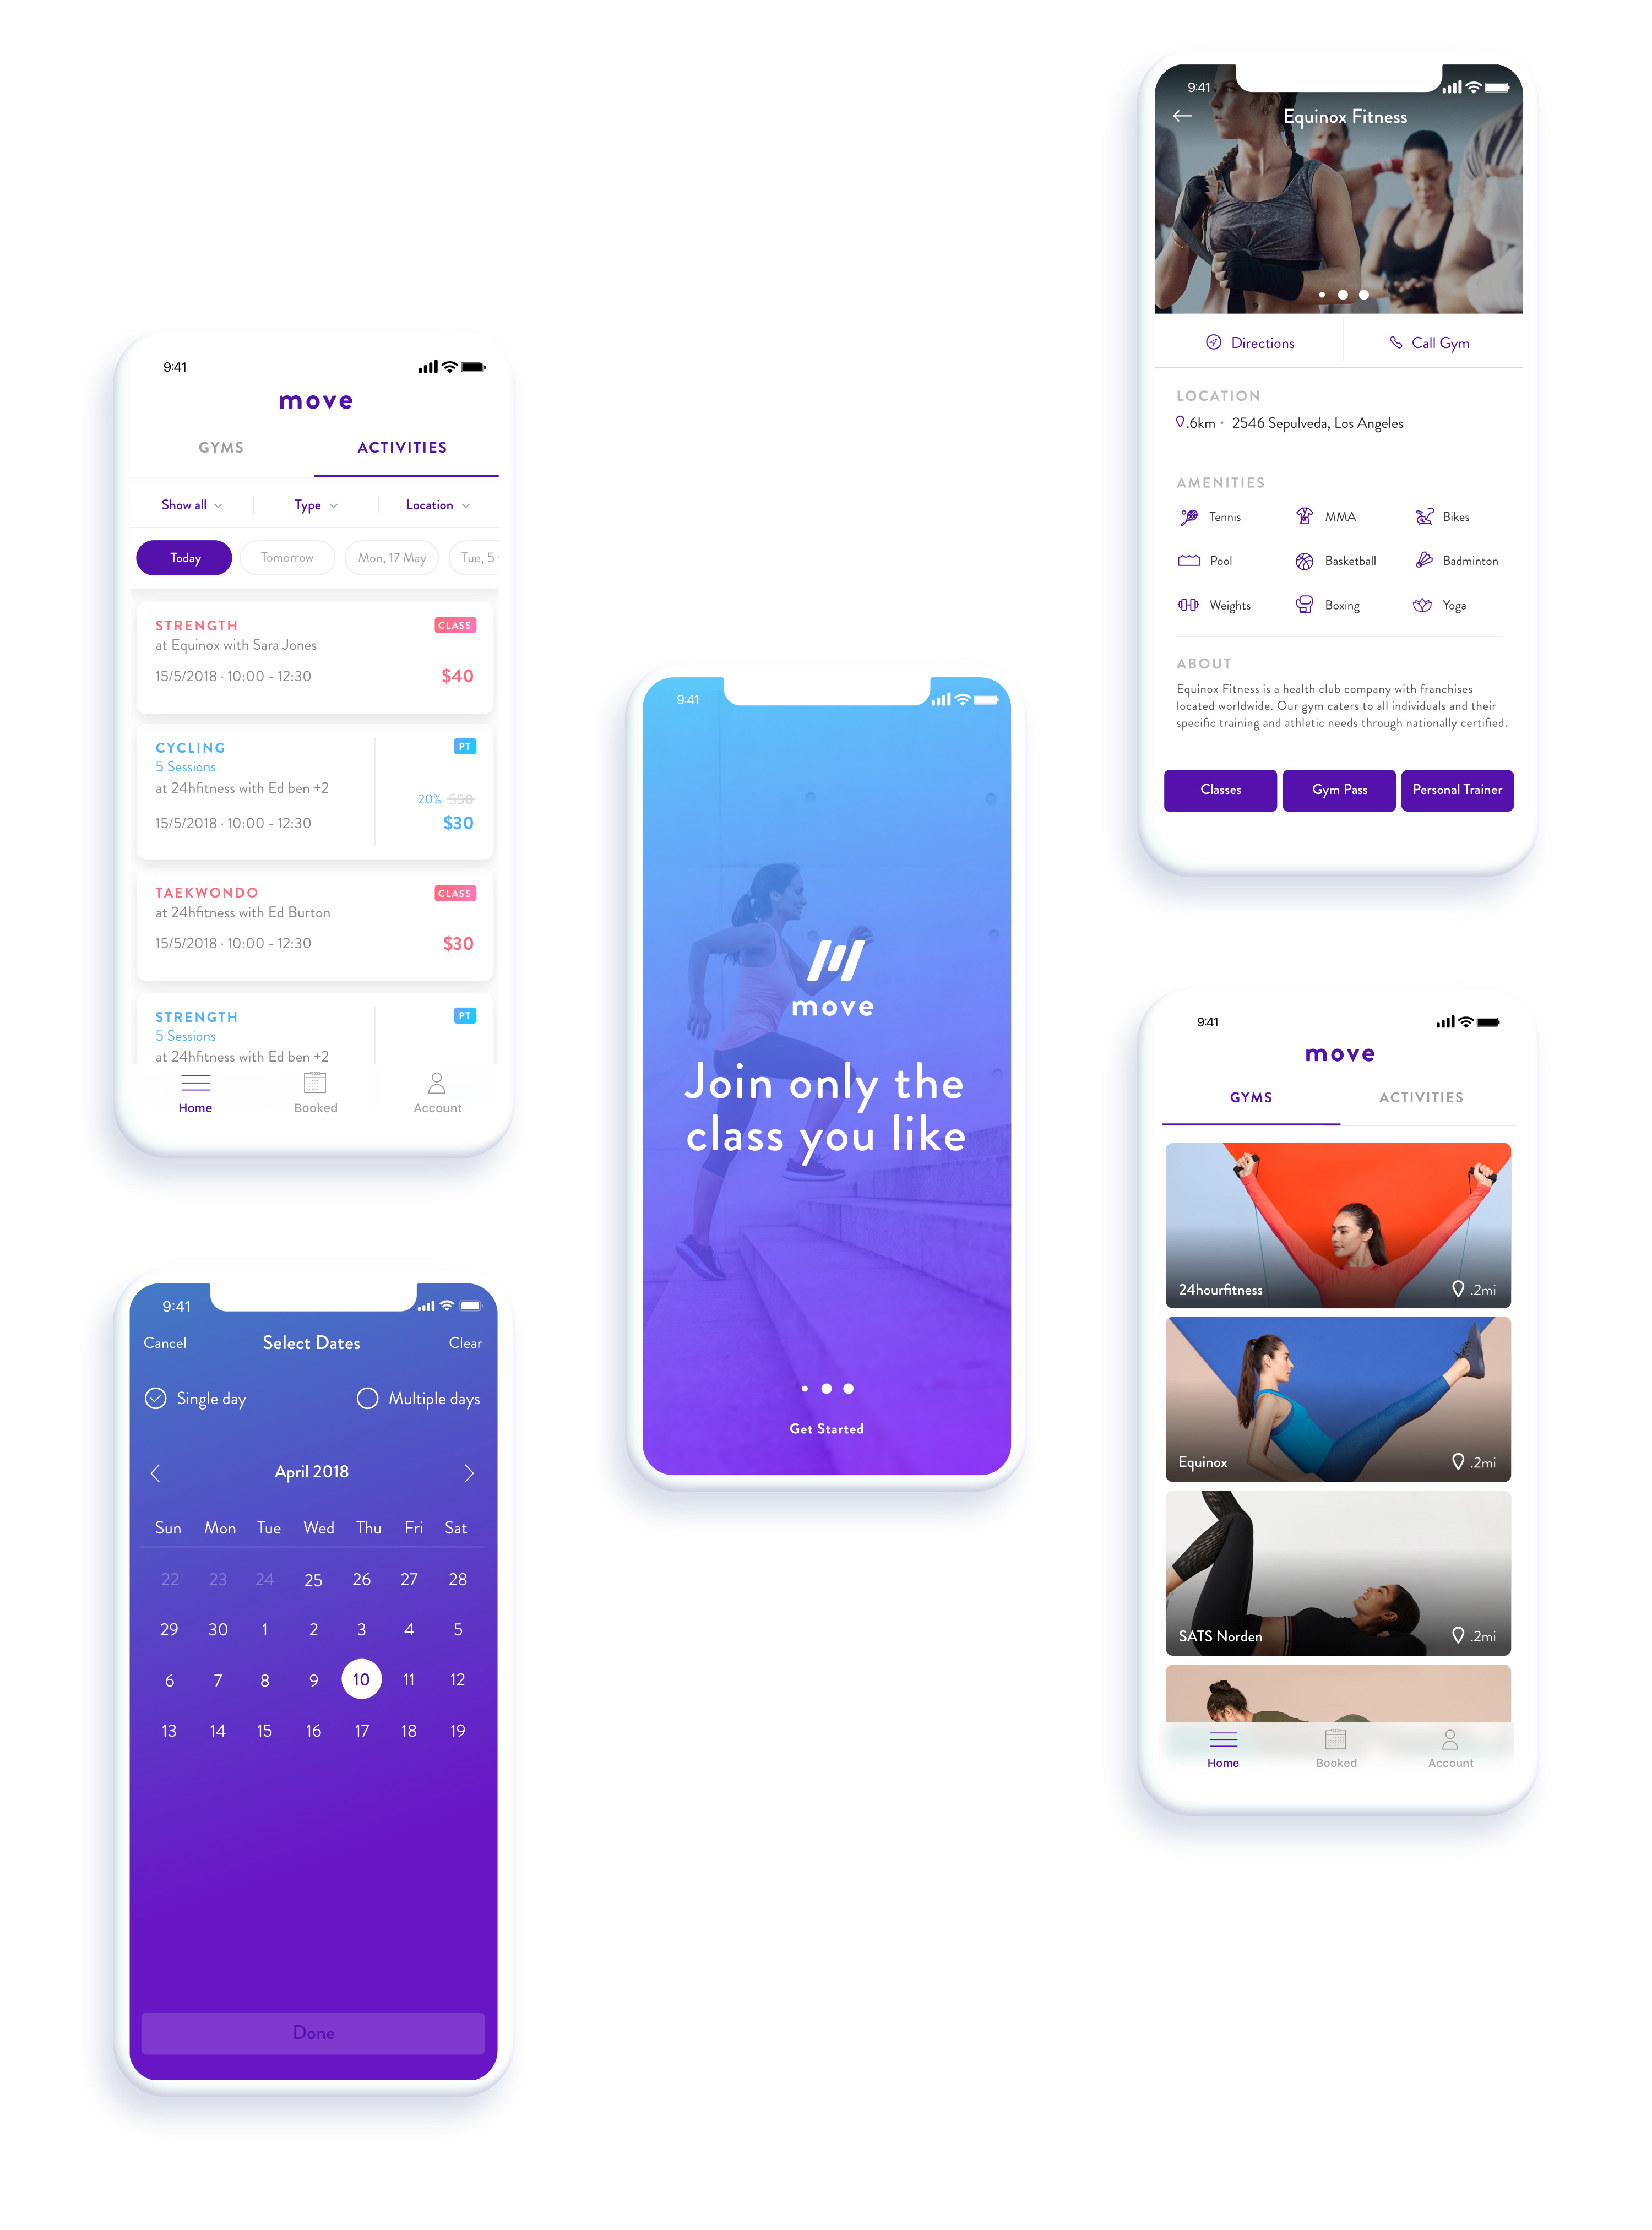 9:41
move
GYMS ACTIVITIES
Show all Type Location
Today Tomorrow Mon, 17 May Tue, 5
STRENGTH CLASS
at Equinox with Sara Jones
15/5/2018 · 10:00 - 12:30 $40
CYCLING PT
5 Sessions
at 24hfitness with Ed ben +2
20% $50
15/5/2018 · 10:00 - 12:30 $30
TAEKWONDO CLASS
at 24hfitness with Ed Burton
15/5/2018 · 10:00 - 12:30 $30
STRENGTH PT
5 Sessions
at 24hfitness with Ed ben +2
Home Booked Account
9:41
Cancel Select Dates Clear
Single day Multiple days
April 2018
Sun Mon Tue Wed Thu Fri Sat
22 23 24 25 26 27 28
29 30 1 2 3 4 5
6 7 8 9 10 11 12
13 14 15 16 17 18 19
Done
9:41
move
Join only the
class you like
Get Started
9:41
Equinox Fitness
Directions Call Gym
LOCATION
.6km • 2546 Sepulveda, Los Angeles
AMENITIES
Tennis MMA Bikes
Pool Basketball Badminton
Weights Boxing Yoga
ABOUT
Equinox Fitness is a health club company with franchises
located worldwide. Our gym caters to all individuals and their
specific training and athletic needs through nationally certified.
Classes Gym Pass Personal Trainer
9:41
move
GYMS ACTIVITIES
24hourfitness .2mi
Equinox .2mi
SATS Norden .2mi
Home Booked Account